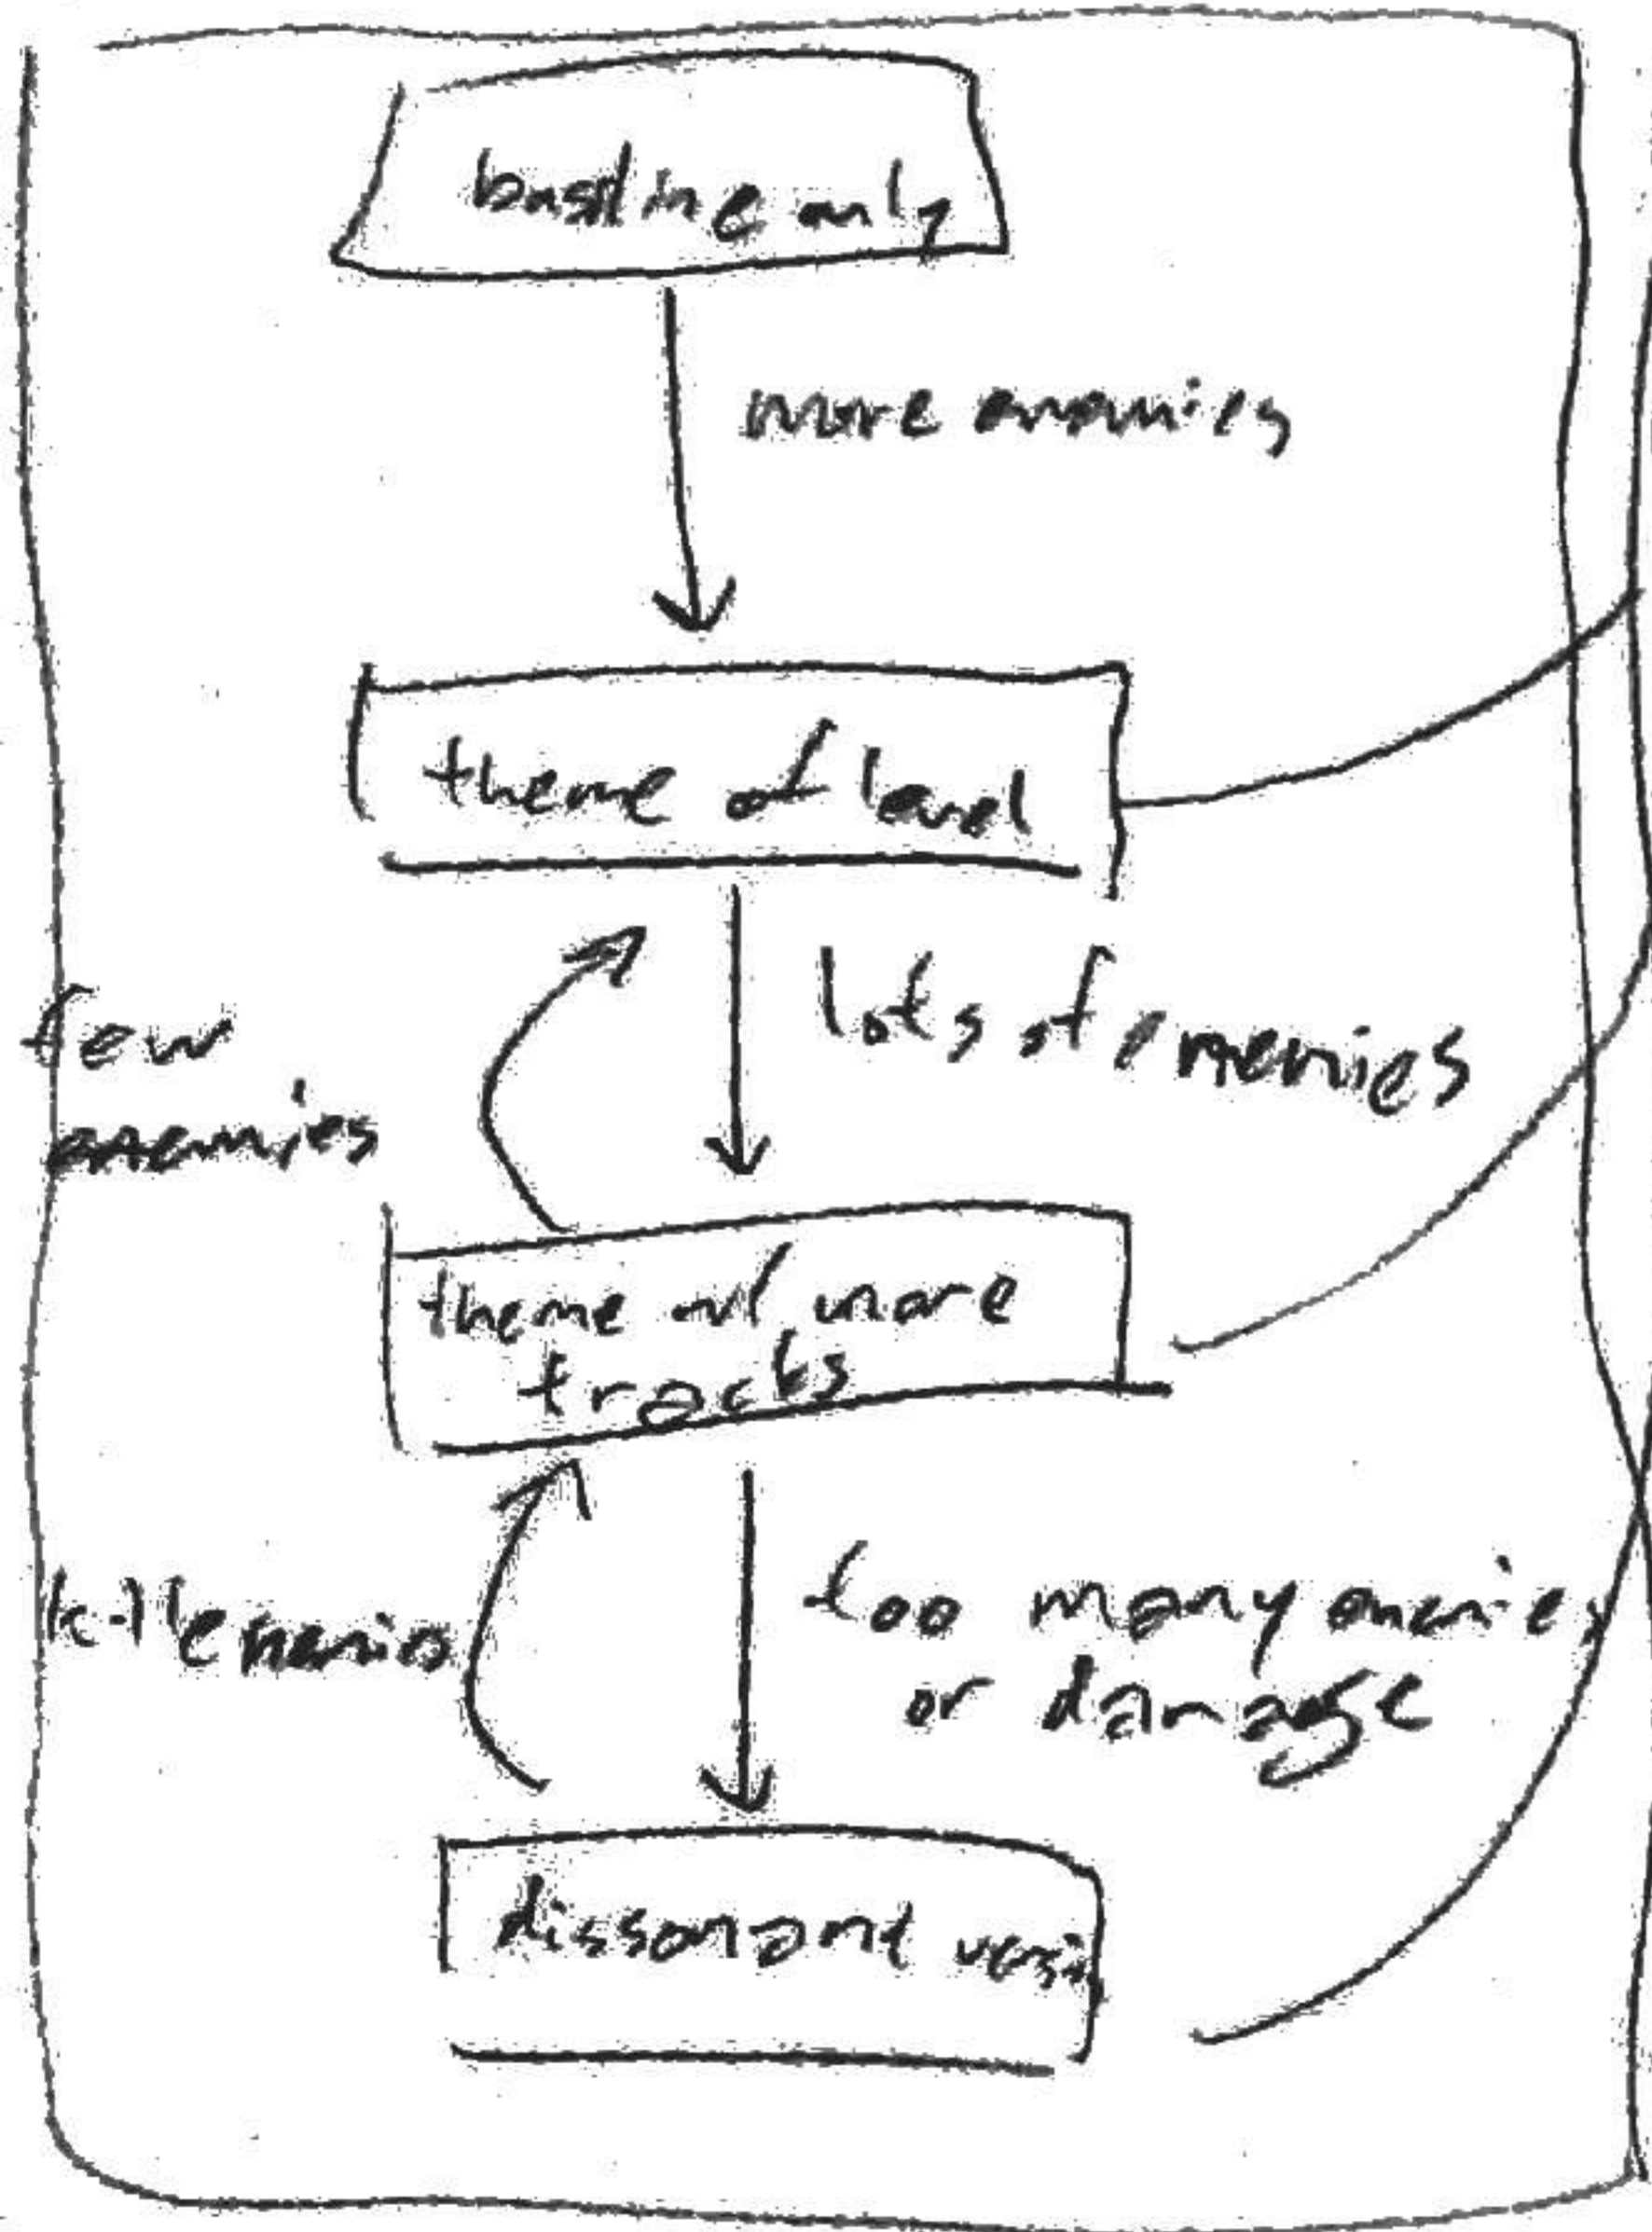 baseline only
more enemies
theme of level
few
enemies
lots of enemies
theme w/ more
tracks
kill enemies
too many enemies
or damage
dissonant versi